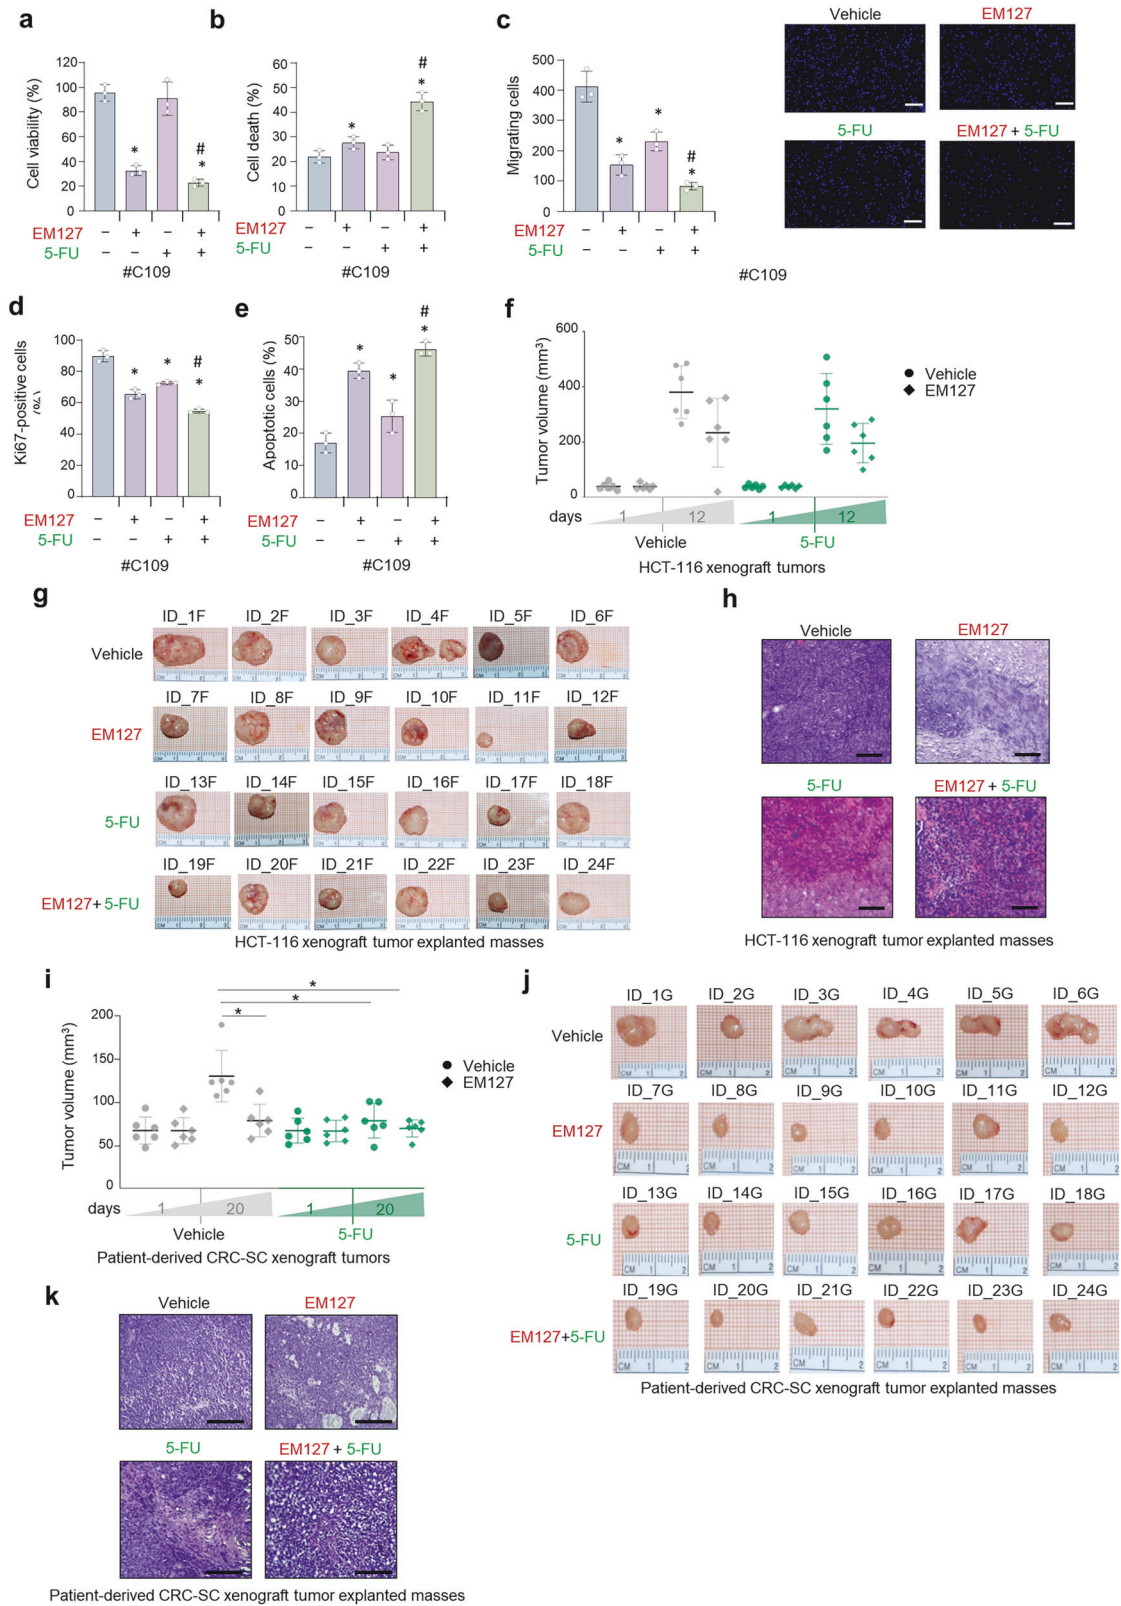 a
Cell viability (%)
120
100
80
60
40
20
0
*
#
*
EM127 – + – +
5-FU – – + +
#C109
b
Cell death (%)
60
50
40
30
20
10
0
*
#
*
– + – +
– – + +
c
Migrating cells
500
400
300
200
100
0
*
*
#
*
EM127 – + – +
5-FU – – + +
Vehicle EM127
5-FU EM127 + 5-FU
#C109
d
Ki67-positive cells
(%)
100
80
60
40
20
0
*
*
#
*
EM127 – + – +
5-FU – – + +
#C109
e
Apoptotic cells (%)
50
40
30
20
10
0
*
*
#
*
EM127 – + – +
5-FU – – + +
#C109
f
Tumor volume (mm³)
600
400
200
0
Vehicle
EM127
days 1 12 1 12
Vehicle 5-FU
HCT-116 xenograft tumors
g
ID_1F ID_2F ID_3F ID_4F ID_5F ID_6F
Vehicle
ID_7F ID_8F ID_9F ID_10F ID_11F ID_12F
EM127
ID_13F ID_14F ID_15F ID_16F ID_17F ID_18F
5-FU
ID_19F ID_20F ID_21F ID_22F ID_23F ID_24F
EM127+ 5-FU
HCT-116 xenograft tumor explanted masses
h
Vehicle EM127
5-FU EM127 + 5-FU
HCT-116 xenograft tumor explanted masses
i
Tumor volume (mm³)
200
150
100
50
0
*
*
*
Vehicle
EM127
days 1 20 1 20
Vehicle 5-FU
Patient-derived CRC-SC xenograft tumors
j
ID_1G ID_2G ID_3G ID_4G ID_5G ID_6G
Vehicle
ID_7G ID_8G ID_9G ID_10G ID_11G ID_12G
EM127
ID_13G ID_14G ID_15G ID_16G ID_17G ID_18G
5-FU
ID_19G ID_20G ID_21G ID_22G ID_23G ID_24G
EM127+5-FU
Patient-derived CRC-SC xenograft tumor explanted masses
k
Vehicle EM127
5-FU EM127 + 5-FU
Patient-derived CRC-SC xenograft tumor explanted masses